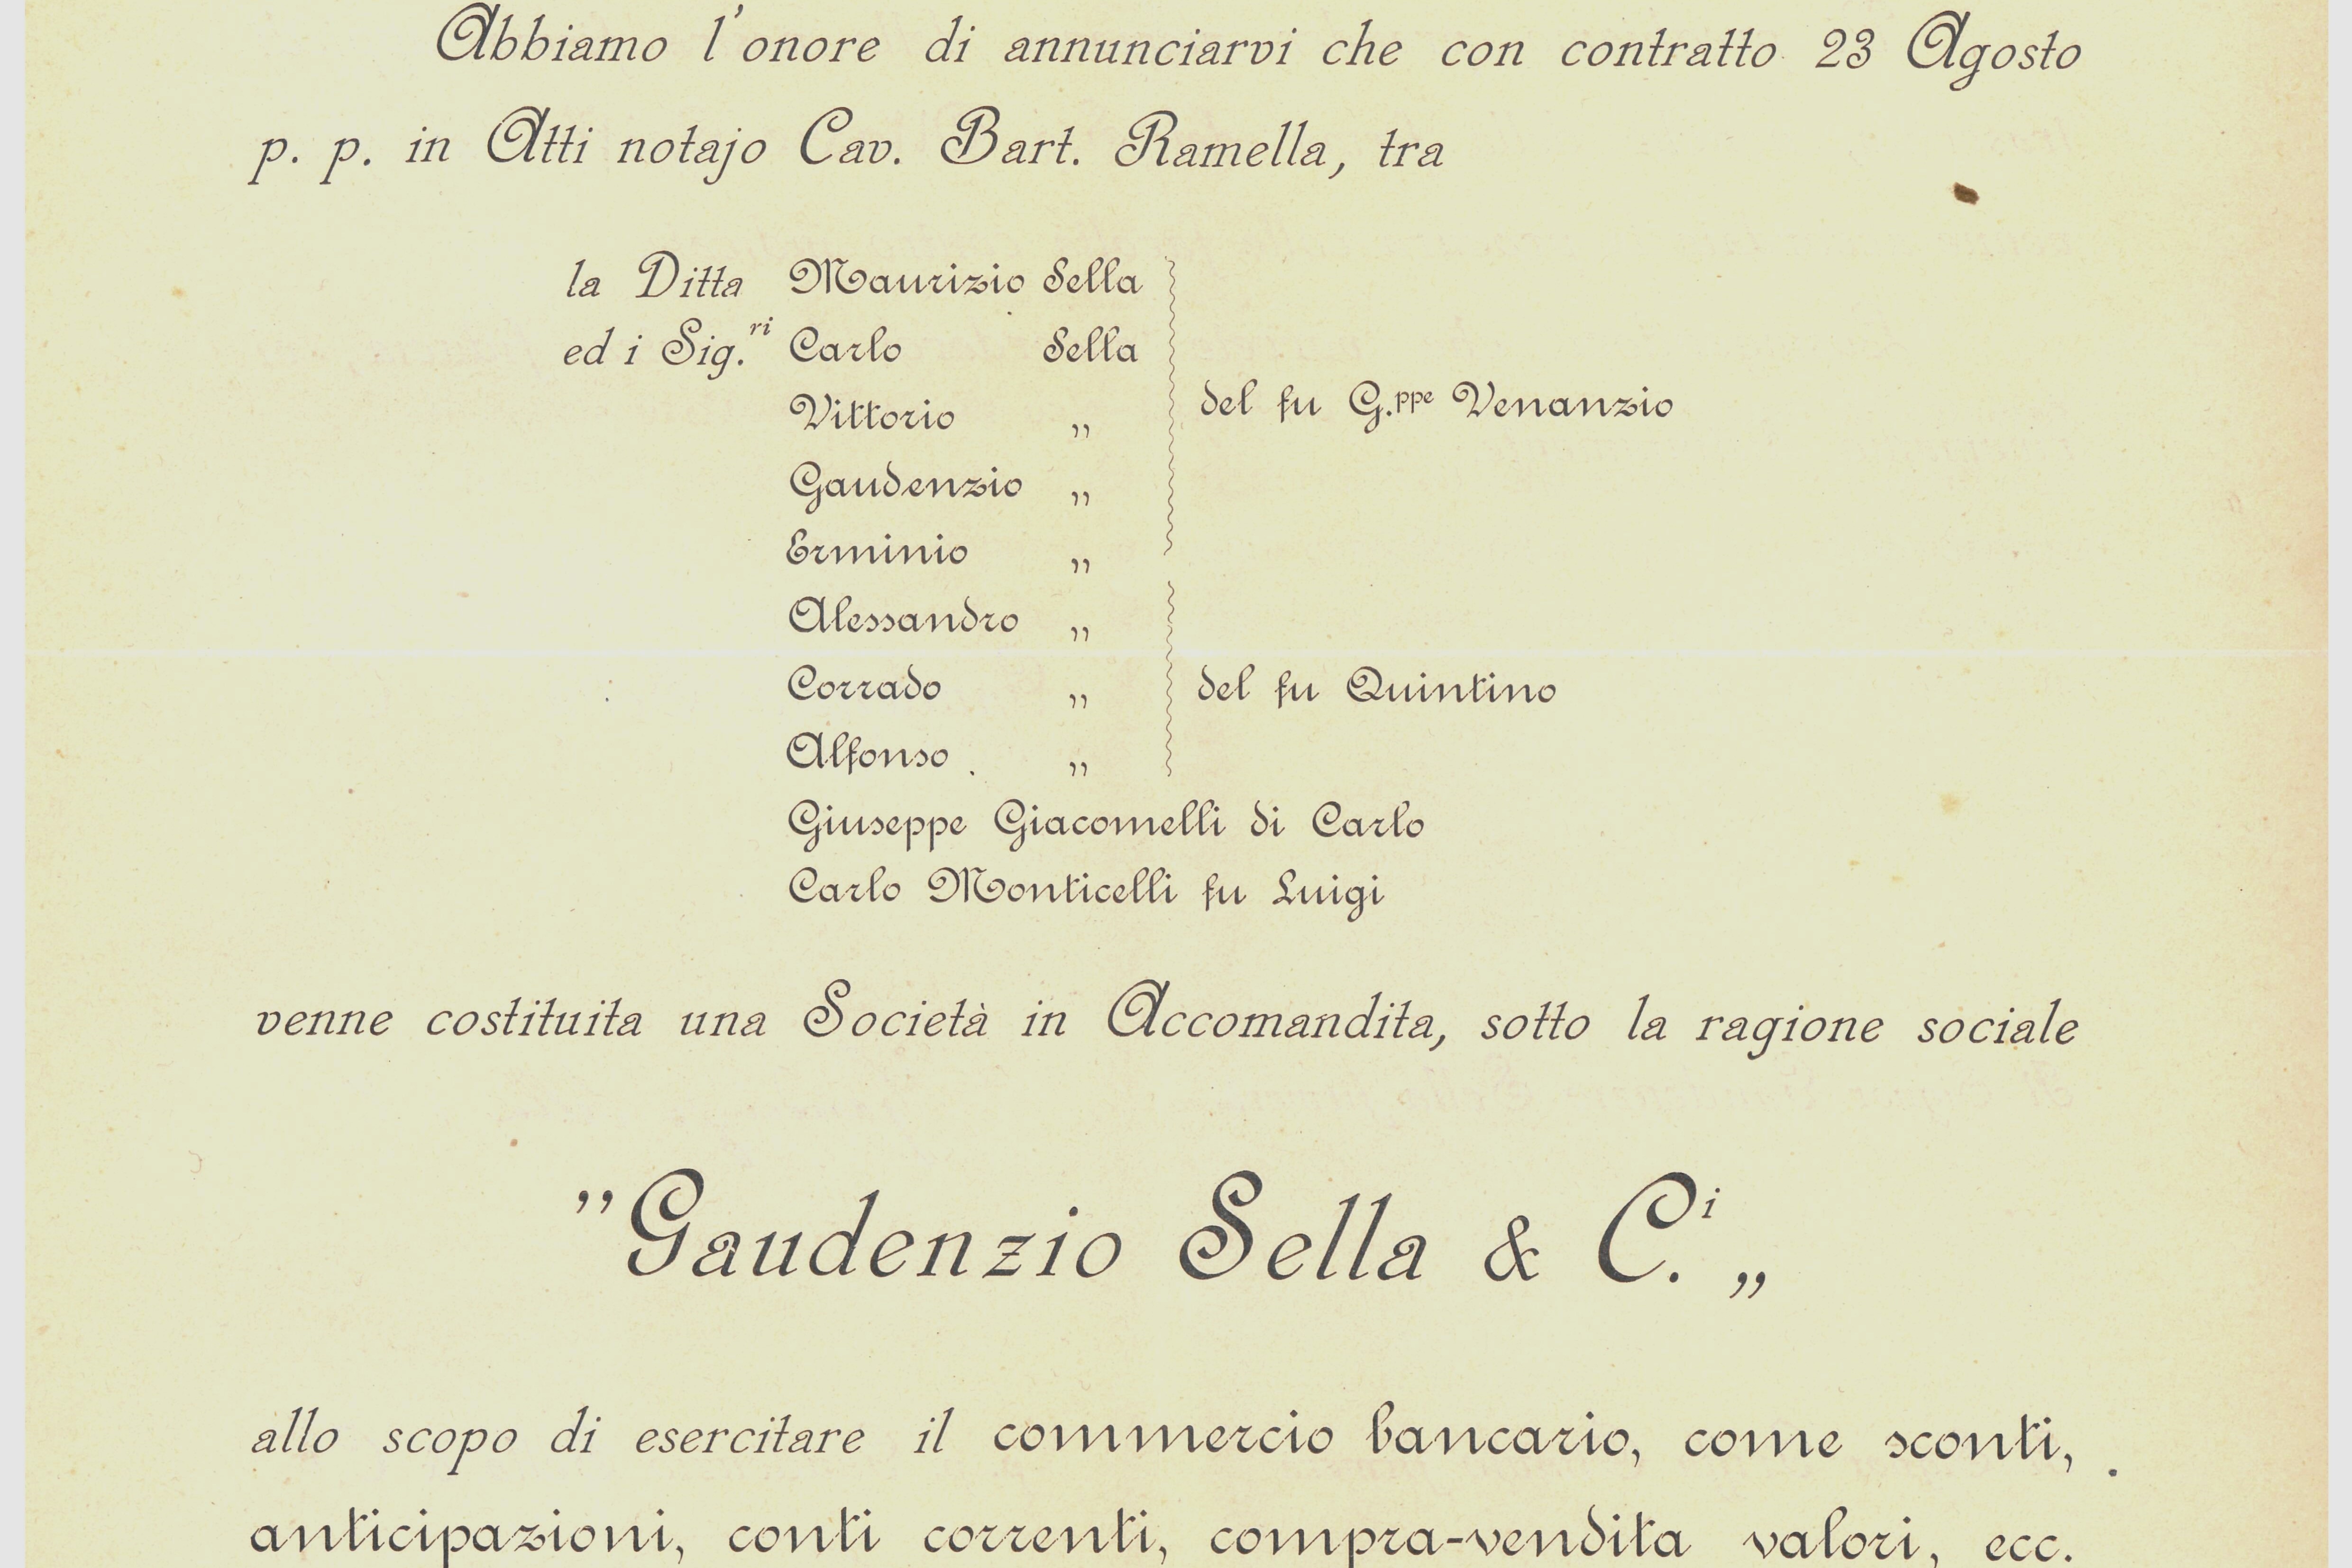 Abbiamo l'onore di annunciarvi che con contratto 23 Agosto
p. p. in Atti notajo Cav. Bart. Ramella, tra
la Ditta Maurizio Sella
ed i Sig.ri Carlo Sella
Vittorio „
del fu G.ppe Venanzio
Gaudenzio „
Erminio „
Alessandro „
Corrado „ del fu Quintino
Alfonso „
Giuseppe Giacomelli di Carlo
Carlo Monticelli fu Luigi
venne costituita una Società in Accomandita, sotto la ragione sociale
"Gaudenzio Sella & C.i „
allo scopo di esercitare il commercio bancario, come sconti,
anticipazioni, conti correnti, compra-vendita valori, ecc.